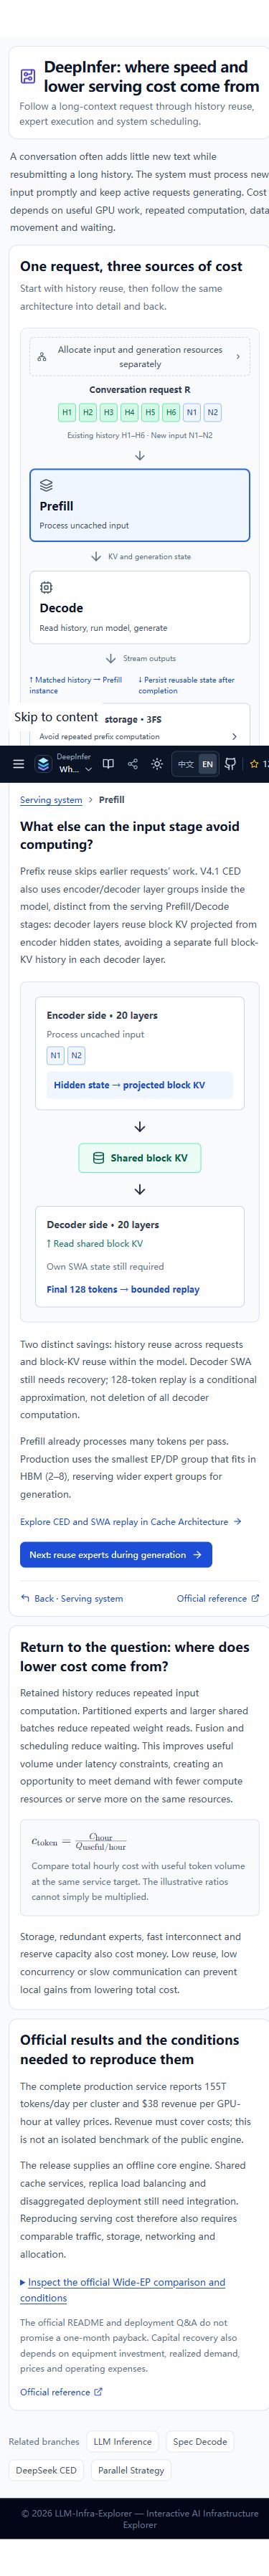 DeepInfer: where speed and
lower serving cost come from
Follow a long-context request through history reuse,
expert execution and system scheduling.
A conversation often adds little new text while
resubmitting a long history. The system must process new
input promptly and keep active requests generating. Cost
depends on useful GPU work, repeated computation, data
movement and waiting.
One request, three sources of cost
Start with history reuse, then follow the same
architecture into detail and back.
Allocate input and generation resources
separately
Conversation request R
H1 H2 H3 H4 H5 H6 N1 N2
Existing history H1–H6 · New input N1–N2
Prefill
Process uncached input
↓ KV and generation state
Decode
Read history, run model, generate
↓ Stream outputs
↑ Matched history → Prefill
instance
↓ Persist reusable state after
completion
Skip to content
storage • 3FS
Avoid repeated prefix computation
DeepInfer
Wh...
中文 EN
Serving system > Prefill
What else can the input stage avoid
computing?
Prefix reuse skips earlier requests’ work. V4.1 CED
also uses encoder/decoder layer groups inside the
model, distinct from the serving Prefill/Decode
stages: decoder layers reuse block KV projected from
encoder hidden states, avoiding a separate full block-
KV history in each decoder layer.
Encoder side • 20 layers
Process uncached input
N1 N2
Hidden state → projected block KV
Shared block KV
Decoder side • 20 layers
↑ Read shared block KV
Own SWA state still required
Final 128 tokens → bounded replay
Two distinct savings: history reuse across requests
and block-KV reuse within the model. Decoder SWA
still needs recovery; 128-token replay is a conditional
approximation, not deletion of all decoder
computation.
Prefill already processes many tokens per pass.
Production uses the smallest EP/DP group that fits in
HBM (2–8), reserving wider expert groups for
generation.
Explore CED and SWA replay in Cache Architecture →
Next: reuse experts during generation →
Back · Serving system
Official reference
Return to the question: where does
lower cost come from?
Retained history reduces repeated input
computation. Partitioned experts and larger shared
batches reduce repeated weight reads. Fusion and
scheduling reduce waiting. This improves useful
volume under latency constraints, creating an
opportunity to meet demand with fewer compute
resources or serve more on the same resources.
c_token = C_hour / Q_useful/hour
Compare total hourly cost with useful token volume
at the same service target. The illustrative ratios
cannot simply be multiplied.
Storage, redundant experts, fast interconnect and
reserve capacity also cost money. Low reuse, low
concurrency or slow communication can prevent
local gains from lowering total cost.
Official results and the conditions
needed to reproduce them
The complete production service reports 155T
tokens/day per cluster and $38 revenue per GPU-
hour at valley prices. Revenue must cover costs; this
is not an isolated benchmark of the public engine.
The release supplies an offline core engine. Shared
cache services, replica load balancing and
disaggregated deployment still need integration.
Reproducing serving cost therefore also requires
comparable traffic, storage, networking and
allocation.
▶ Inspect the official Wide-EP comparison and
conditions
The official README and deployment Q&A do not
promise a one-month payback. Capital recovery also
depends on equipment investment, realized demand,
prices and operating expenses.
Official reference
Related branches LLM Inference Spec Decode
DeepSeek CED Parallel Strategy
© 2026 LLM-Infra-Explorer — Interactive AI Infrastructure
Explorer